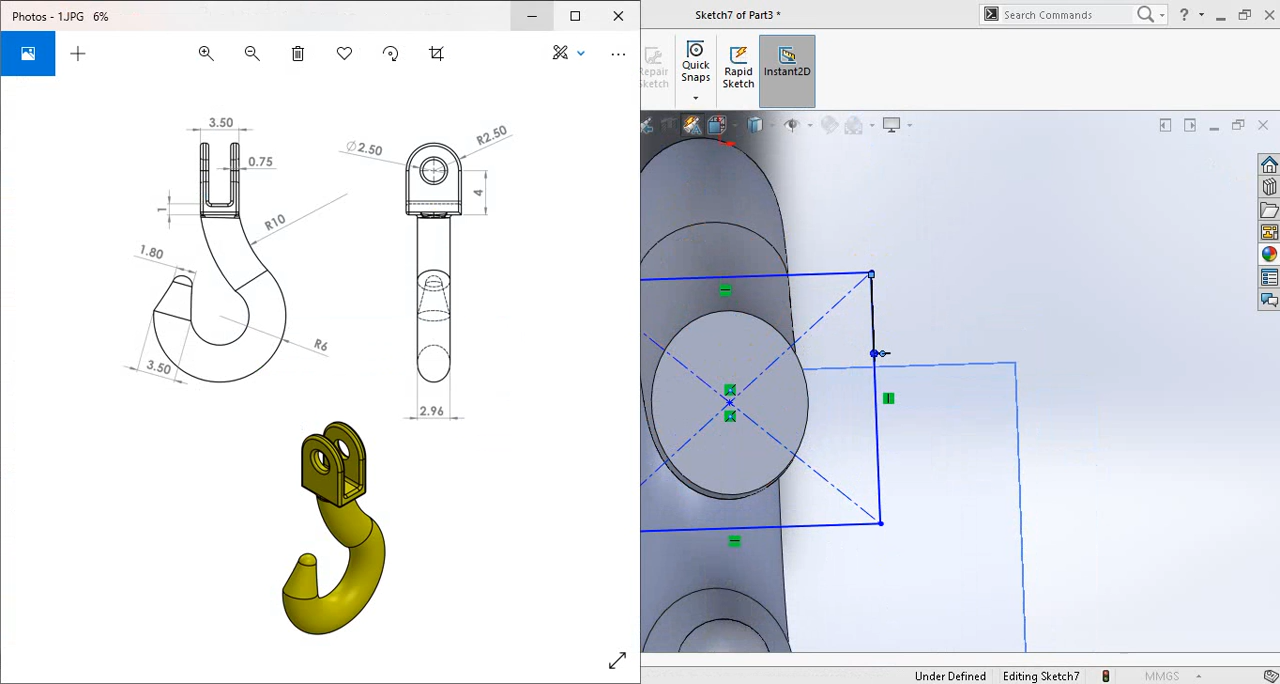 Photos - 1.JPG 6%
3.50
0.75
1
R10
1.80
R6
3.50
Ø2.50
R2.50
4
2.96
Sketch7 of Part3 *
Search Commands
?
Repair
Sketch
Quick
Snaps
Rapid
Sketch
Instant2D
Under Defined
Editing Sketch7
MMGS